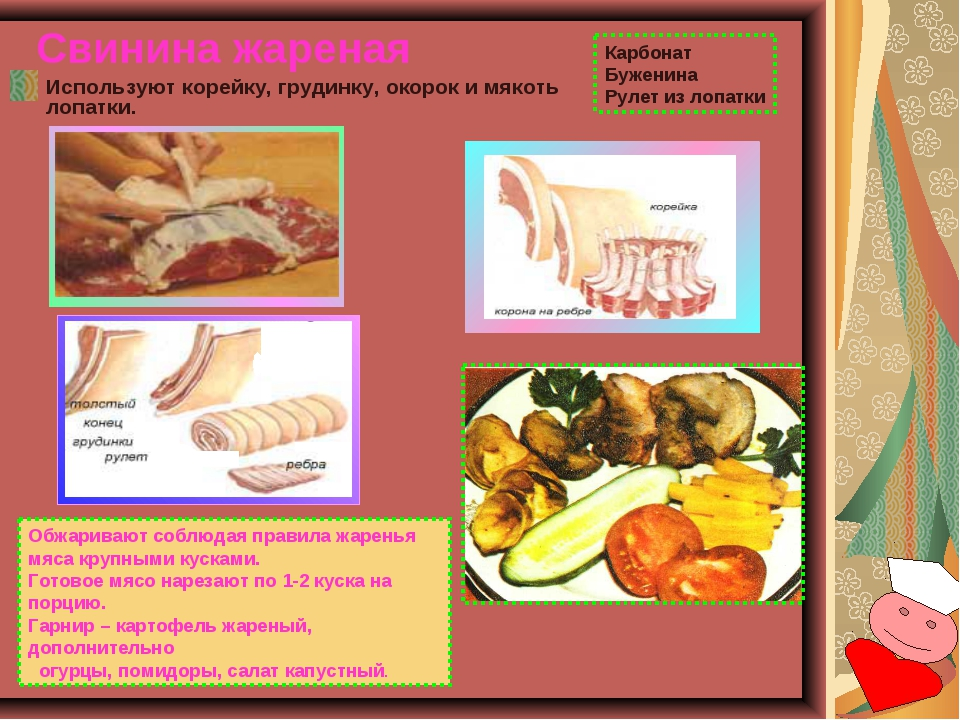 Свинина жареная
Карбонат
Буженина
Рулет из лопатки
Используют корейку, грудинку, окорок и мякоть
лопатки.
корейка
корона на ребре
толстый
конец
грудинки
рулет
ребра
Обжаривают соблюдая правила жаренья
мяса крупными кусками.
Готовое мясо нарезают по 1-2 куска на
порцию.
Гарнир – картофель жареный,
дополнительно
огурцы, помидоры, салат капустный.